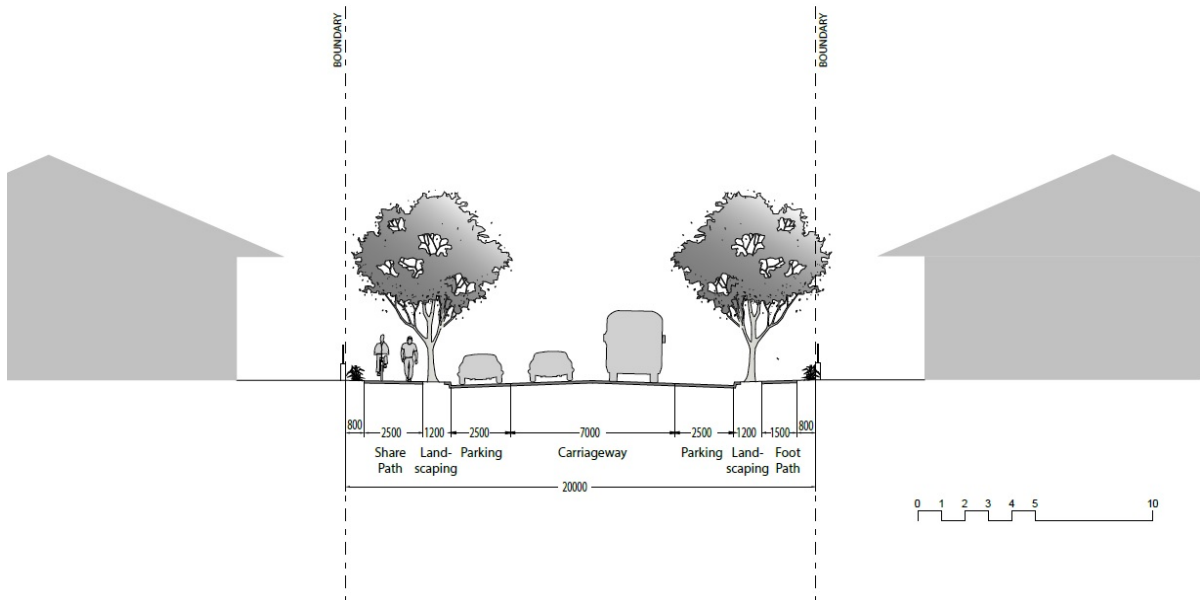 BOUNDARY
BOUNDARY
800 2500 1200 2500 7000 2500 1200 1500 800
Share Land- Parking Carriageway Parking Land- Foot
Path scaping scaping Path
20000
0 1 2 3 4 5 10